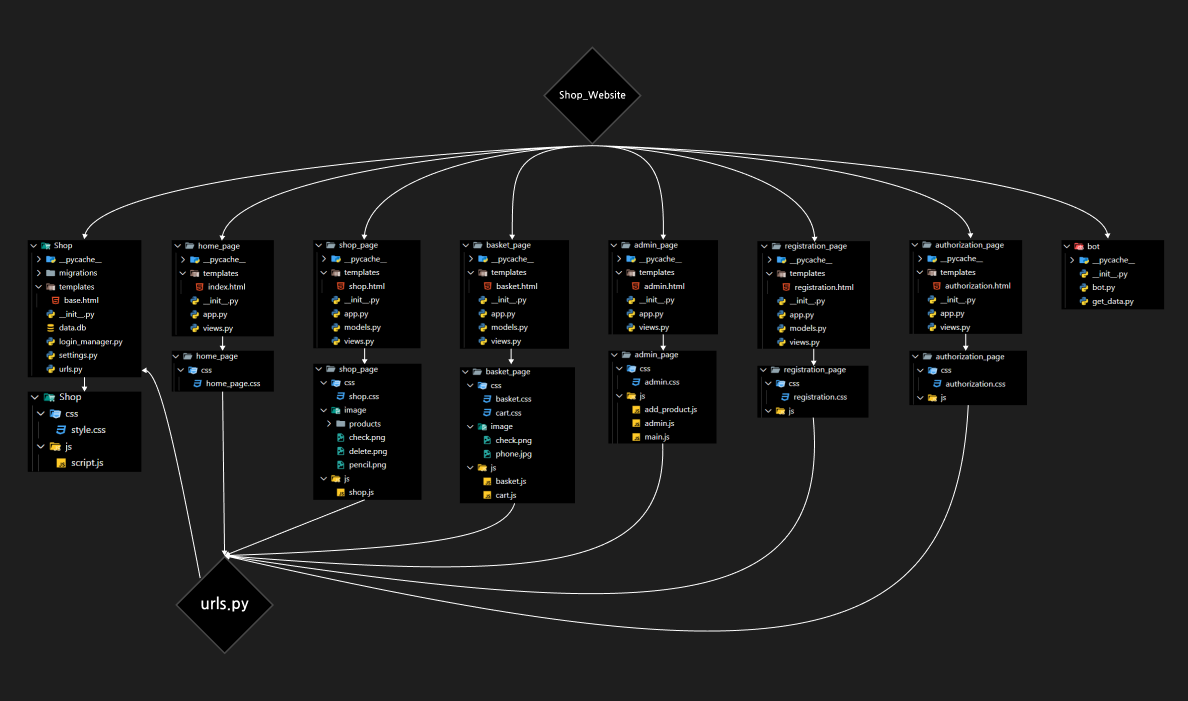 Shop_Website
Shop
__pycache__
migrations
templates
base.html
__init__.py
data.db
login_manager.py
settings.py
urls.py
Shop
css
style.css
js
script.js
home_page
__pycache__
templates
index.html
__init__.py
app.py
views.py
home_page
css
home_page.css
shop_page
__pycache__
templates
shop.html
__init__.py
app.py
models.py
views.py
shop_page
css
shop.css
image
products
check.png
delete.png
pencil.png
js
shop.js
basket_page
__pycache__
templates
basket.html
__init__.py
app.py
models.py
views.py
basket_page
css
basket.css
cart.css
image
check.png
phone.jpg
js
basket.js
cart.js
admin_page
__pycache__
templates
admin.html
__init__.py
app.py
views.py
admin_page
css
admin.css
js
add_product.js
admin.js
main.js
registration_page
__pycache__
templates
registration.html
__init__.py
app.py
models.py
views.py
registration_page
css
registration.css
js
authorization_page
__pycache__
templates
authorization.html
__init__.py
app.py
views.py
authorization_page
css
authorization.css
js
bot
__pycache__
__init__.py
bot.py
get_data.py
urls.py